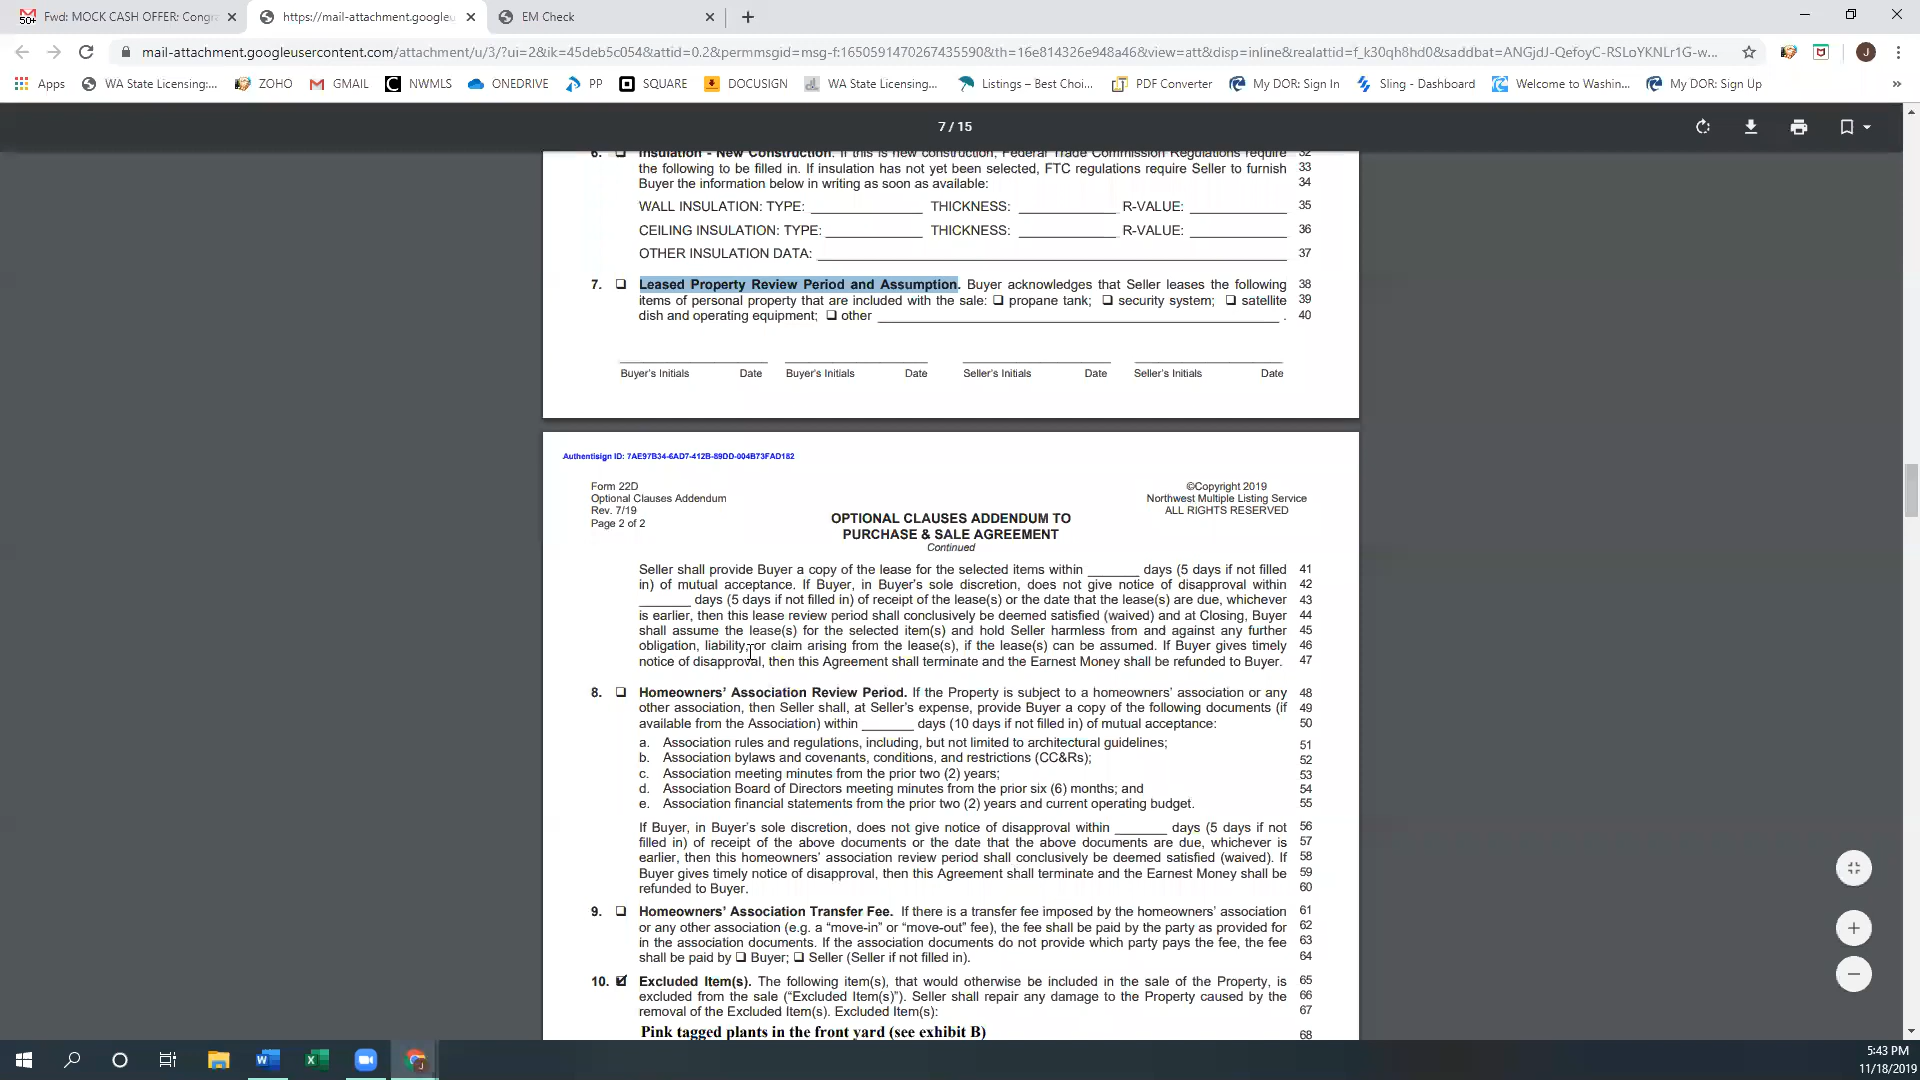 50+
Fwd: MOCK CASH OFFER: Congra
https://mail-attachment.googleu
EM Check
mail-attachment.googleusercontent.com/attachment/u/3/?ui=2&ik=45deb5c054&attid=0.2&permmsgid=msg-f:1650591470267435590&th=16e814326e948a46&view=att&disp=inline&realattid=f_k30qh8hd0&saddbat=ANGjdJ-QefoyC-RSLoYKNLr1G-w...
J
Apps
WA State Licensing:...
ZOHO
GMAIL
NWMLS
ONEDRIVE
PP
SQUARE
DOCUSIGN
WA State Licensing...
Listings – Best Choi...
PDF Converter
My DOR: Sign In
Sling - Dashboard
Welcome to Washin...
My DOR: Sign Up
»
7 / 15
6. Insulation - New Construction. If this is new construction, Federal Trade Commission Regulations require 32
the following to be filled in. If insulation has not yet been selected, FTC regulations require Seller to furnish 33
Buyer the information below in writing as soon as available: 34
WALL INSULATION: TYPE: ____ THICKNESS: ____ R-VALUE: ____ 35
CEILING INSULATION: TYPE: ____ THICKNESS: ____ R-VALUE: ____ 36
OTHER INSULATION DATA: ____ 37
7. ❑ Leased Property Review Period and Assumption. Buyer acknowledges that Seller leases the following 38
items of personal property that are included with the sale: ❑ propane tank; ❑ security system; ❑ satellite 39
dish and operating equipment; ❑ other ____ . 40
Buyer's Initials Date Buyer's Initials Date Seller's Initials Date Seller's Initials Date
Authentisign ID: 7AE97B34-6AD7-412B-89DD-004B73FAD182
Form 22D
Optional Clauses Addendum
Rev. 7/19
Page 2 of 2
©Copyright 2019
Northwest Multiple Listing Service
ALL RIGHTS RESERVED
OPTIONAL CLAUSES ADDENDUM TO
PURCHASE & SALE AGREEMENT
Continued
Seller shall provide Buyer a copy of the lease for the selected items within ____ days (5 days if not filled 41
in) of mutual acceptance. If Buyer, in Buyer's sole discretion, does not give notice of disapproval within 42
____ days (5 days if not filled in) of receipt of the lease(s) or the date that the lease(s) are due, whichever 43
is earlier, then this lease review period shall conclusively be deemed satisfied (waived) and at Closing, Buyer 44
shall assume the lease(s) for the selected item(s) and hold Seller harmless from and against any further 45
obligation, liability, or claim arising from the lease(s), if the lease(s) can be assumed. If Buyer gives timely 46
notice of disapproval, then this Agreement shall terminate and the Earnest Money shall be refunded to Buyer. 47
8. ❑ Homeowners' Association Review Period. If the Property is subject to a homeowners' association or any 48
other association, then Seller shall, at Seller's expense, provide Buyer a copy of the following documents (if 49
available from the Association) within ____ days (10 days if not filled in) of mutual acceptance: 50
a. Association rules and regulations, including, but not limited to architectural guidelines; 51
b. Association bylaws and covenants, conditions, and restrictions (CC&Rs); 52
c. Association meeting minutes from the prior two (2) years; 53
d. Association Board of Directors meeting minutes from the prior six (6) months; and 54
e. Association financial statements from the prior two (2) years and current operating budget. 55
If Buyer, in Buyer's sole discretion, does not give notice of disapproval within ____ days (5 days if not 56
filled in) of receipt of the above documents or the date that the above documents are due, whichever is 57
earlier, then this homeowners' association review period shall conclusively be deemed satisfied (waived). If 58
Buyer gives timely notice of disapproval, then this Agreement shall terminate and the Earnest Money shall be 59
refunded to Buyer. 60
9. ❑ Homeowners' Association Transfer Fee. If there is a transfer fee imposed by the homeowners' association 61
or any other association (e.g. a “move-in” or “move-out” fee), the fee shall be paid by the party as provided for 62
in the association documents. If the association documents do not provide which party pays the fee, the fee 63
shall be paid by ❑ Buyer; ❑ Seller (Seller if not filled in). 64
10. ☑ Excluded Item(s). The following item(s), that would otherwise be included in the sale of the Property, is 65
excluded from the sale (“Excluded Item(s)”). Seller shall repair any damage to the Property caused by the 66
removal of the Excluded Item(s). Excluded Item(s): 67
Pink tagged plants in the front yard (see exhibit B) 68
5:43 PM
11/18/2019